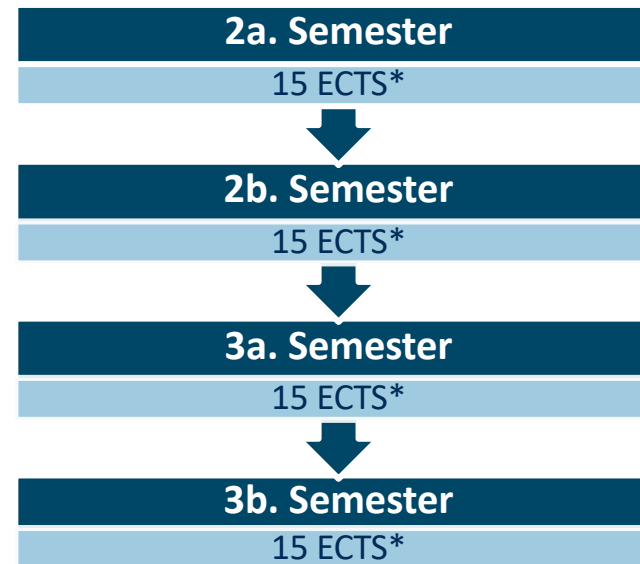 2a. Semester
15 ECTS*
2b. Semester
15 ECTS*
3a. Semester
15 ECTS*
3b. Semester
15 ECTS*